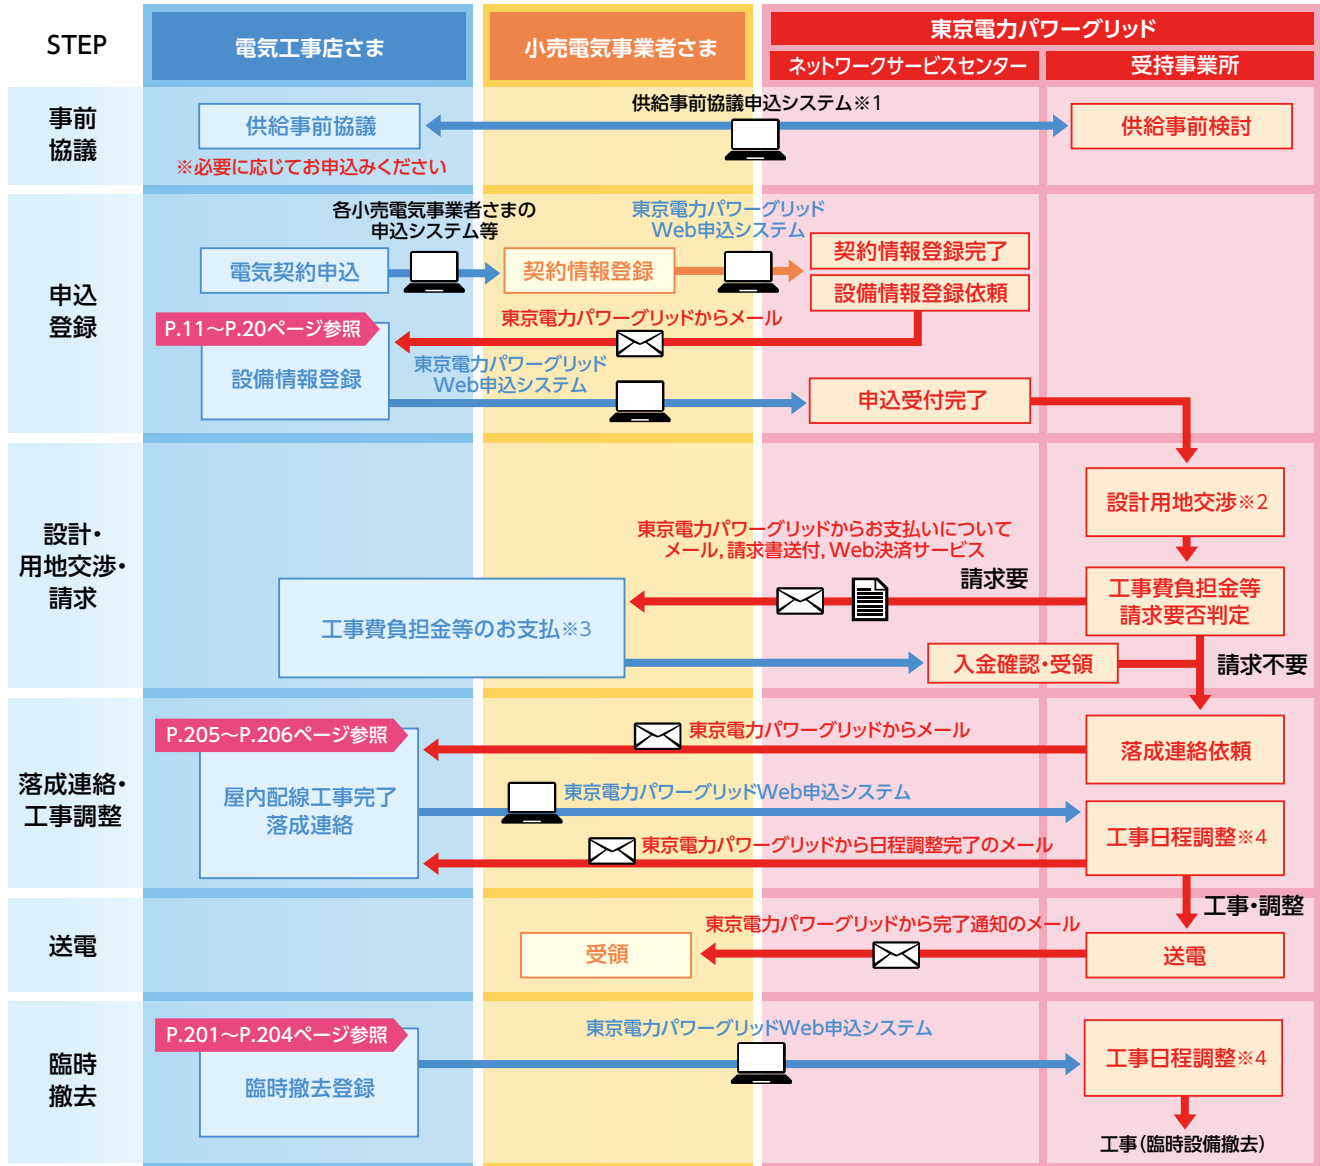 STEP
電気工事店さま
小売電気事業者さま
東京電力パワーグリッド
ネットワークサービスセンター
受持事業所
事前
協議
供給事前協議
※必要に応じてお申込みください
供給事前協議申込システム※1
供給事前検討
申込
登録
各小売電気事業者さまの
申込システム等
東京電力パワーグリッド
Web申込システム
電気契約申込
契約情報登録
契約情報登録完了
設備情報登録依頼
P.11～P.20ページ参照
東京電力パワーグリッドからメール
設備情報登録
東京電力パワーグリッド
Web申込システム
申込受付完了
設計・
用地交渉・
請求
設計用地交渉※2
東京電力パワーグリッドからお支払いについて
メール，請求書送付，Web決済サービス
請求要
工事費負担金等
請求要否判定
工事費負担金等のお支払※3
入金確認・受領
請求不要
落成連絡・
工事調整
P.205～P.206ページ参照
東京電力パワーグリッドからメール
落成連絡依頼
屋内配線工事完了
落成連絡
東京電力パワーグリッドWeb申込システム
東京電力パワーグリッドから日程調整完了のメール
工事日程調整※4
工事・調整
送電
東京電力パワーグリッドから完了通知のメール
受領
送電
臨時
撤去
P.201～P.204ページ参照
東京電力パワーグリッドWeb申込システム
臨時撤去登録
工事日程調整※4
工事（臨時設備撤去）